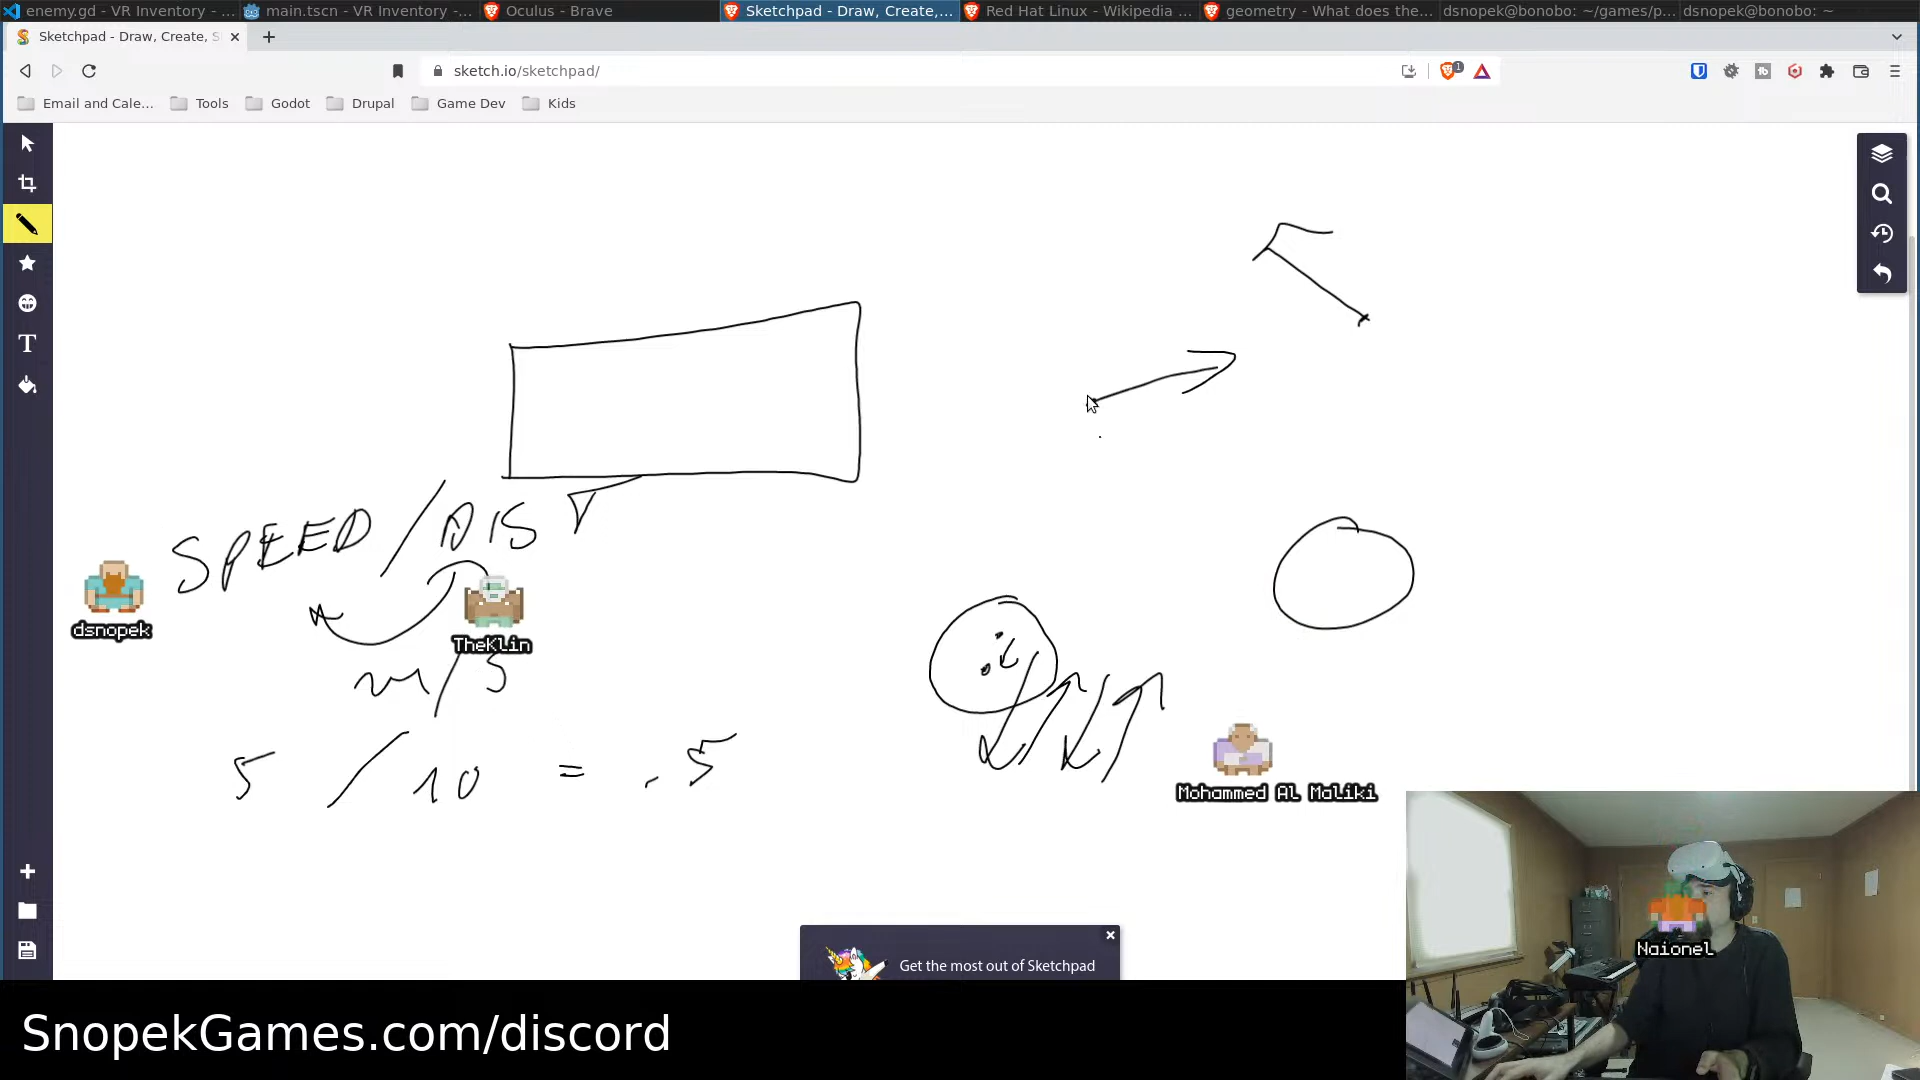 enemy.gd - VR Inventory - ...
main.tscn - VR Inventory -...
Oculus - Brave
Sketchpad - Draw, Create,...
Red Hat Linux - Wikipedia ...
geometry - What does the...
dsnopek@bonobo: ~/games/p...
dsnopek@bonobo: ~
Sketchpad - Draw, Create, S
sketch.io/sketchpad/
1
Email and Cale...
Tools
Godot
Drupal
Game Dev
Kids
T
SPEED / DIST
dsnopek
TheKlin
m/s
5 / 10 = .5
Mohammed Al Maliki
Naionel
Get the most out of Sketchpad
SnopekGames.com/discord